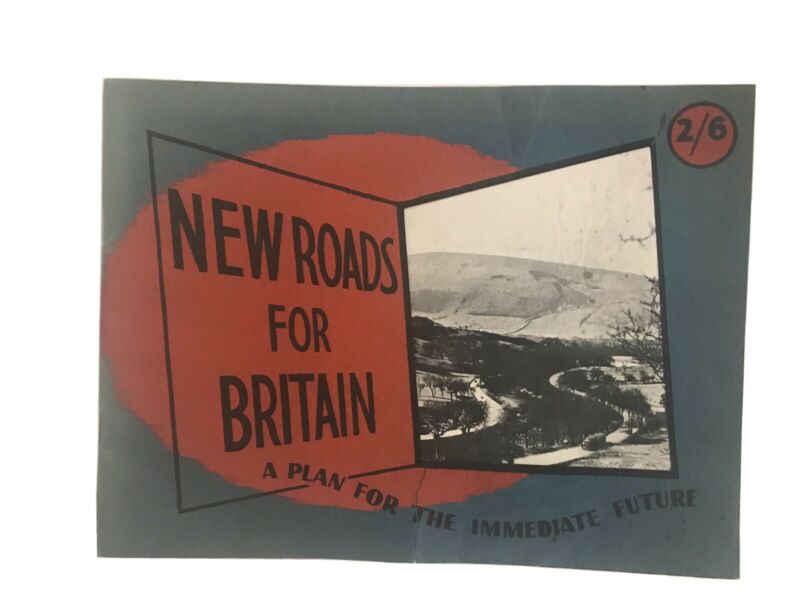 2/6
NEW ROADS
FOR
BRITAIN
A PLAN FOR THE IMMEDIATE FUTURE